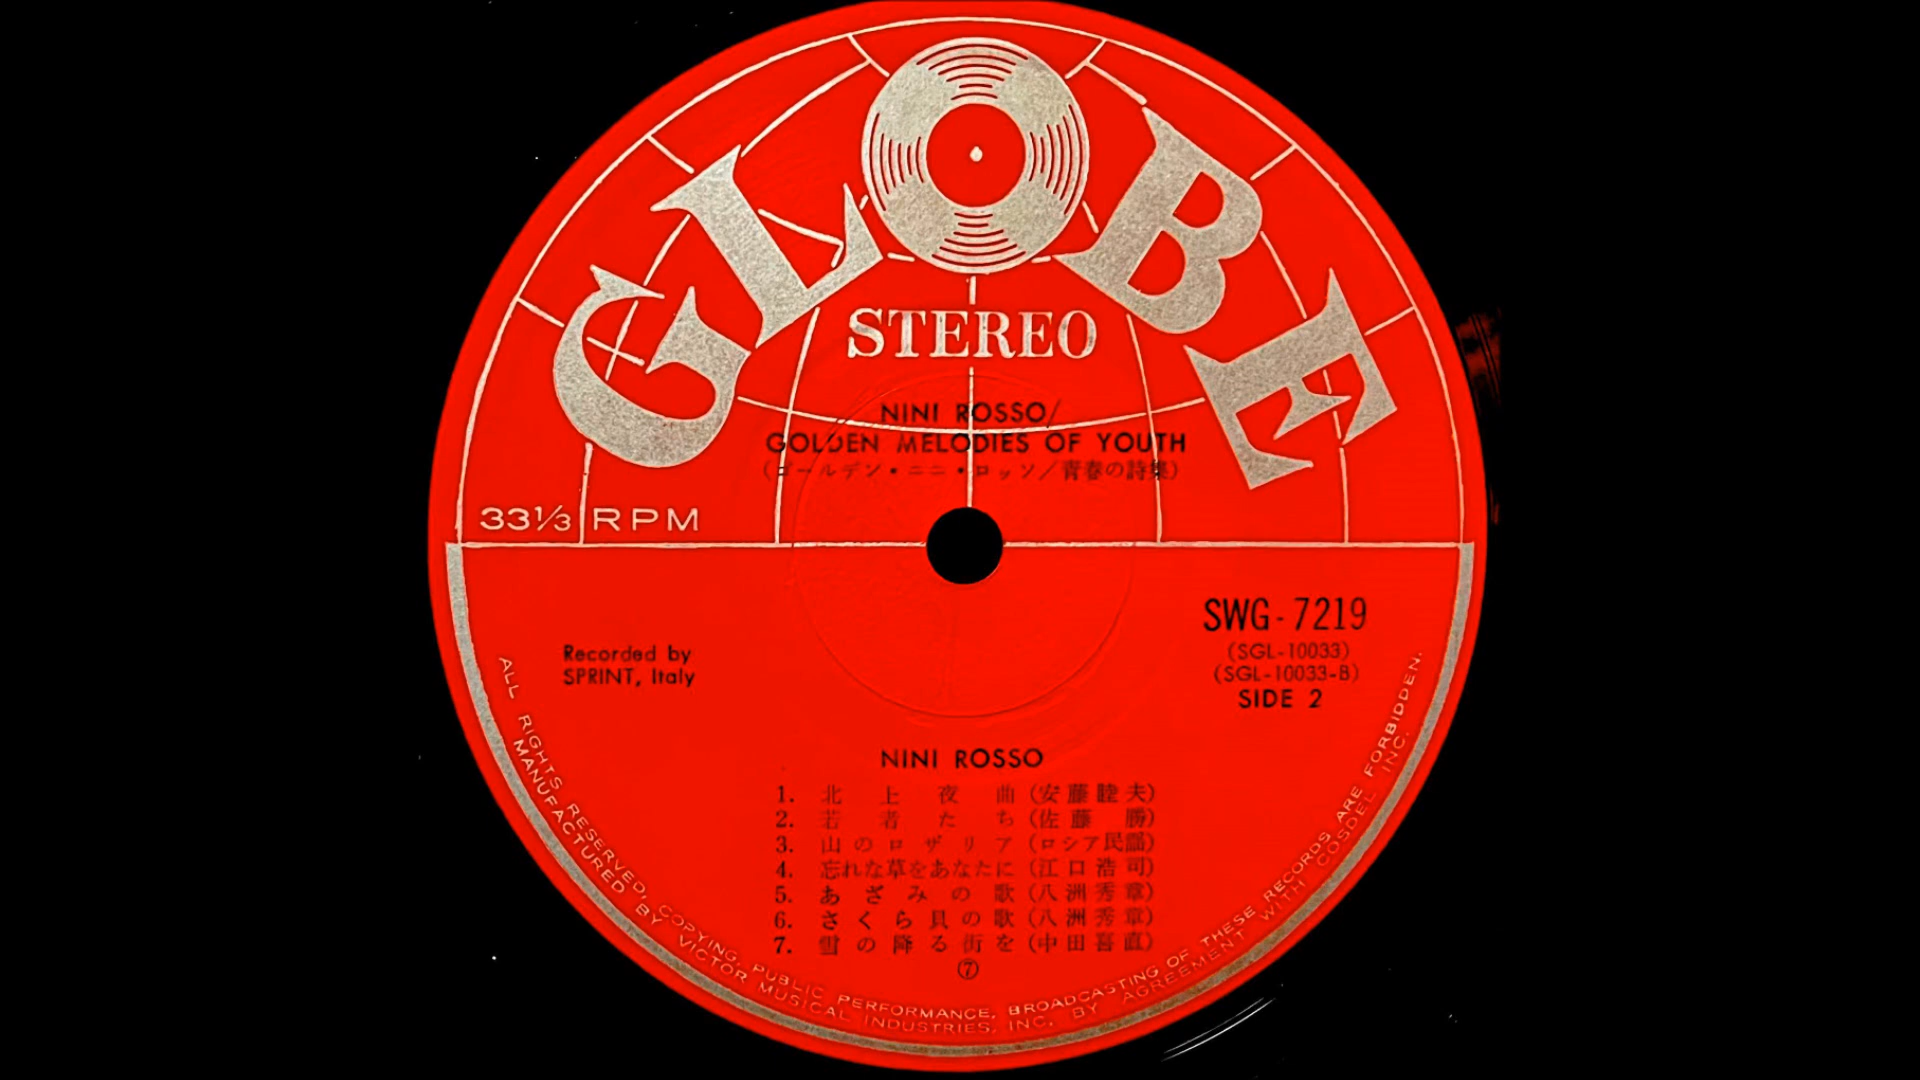 GLOBE
STEREO
NINI ROSSO/
GOLDEN MELODIES OF YOUTH
(ゴールデン・ニニ・ロッソ/青春の詩集)
33⅓ RPM
SWG-7219
(SGL-10033)
(SGL-10033-B)
SIDE 2
Recorded by
SPRINT, Italy
NINI ROSSO
1. 北上夜曲 (安藤睦夫)
2. 若者たち (佐藤勝)
3. 山のロザリア (ロシア民謡)
4. 忘れな草をあなたに (江口浩司)
5. あざみの歌 (八洲秀章)
6. さくら貝の歌 (八洲秀章)
7. 雪の降る街を (中田喜直)
⑦
ALL RIGHTS RESERVED, COPYING, PUBLIC PERFORMANCE, BROADCASTING OF THESE RECORDS ARE FORBIDDEN.
MANUFACTURED BY VICTOR MUSICAL INDUSTRIES, INC. BY AGREEMENT WITH COSDEL INC.